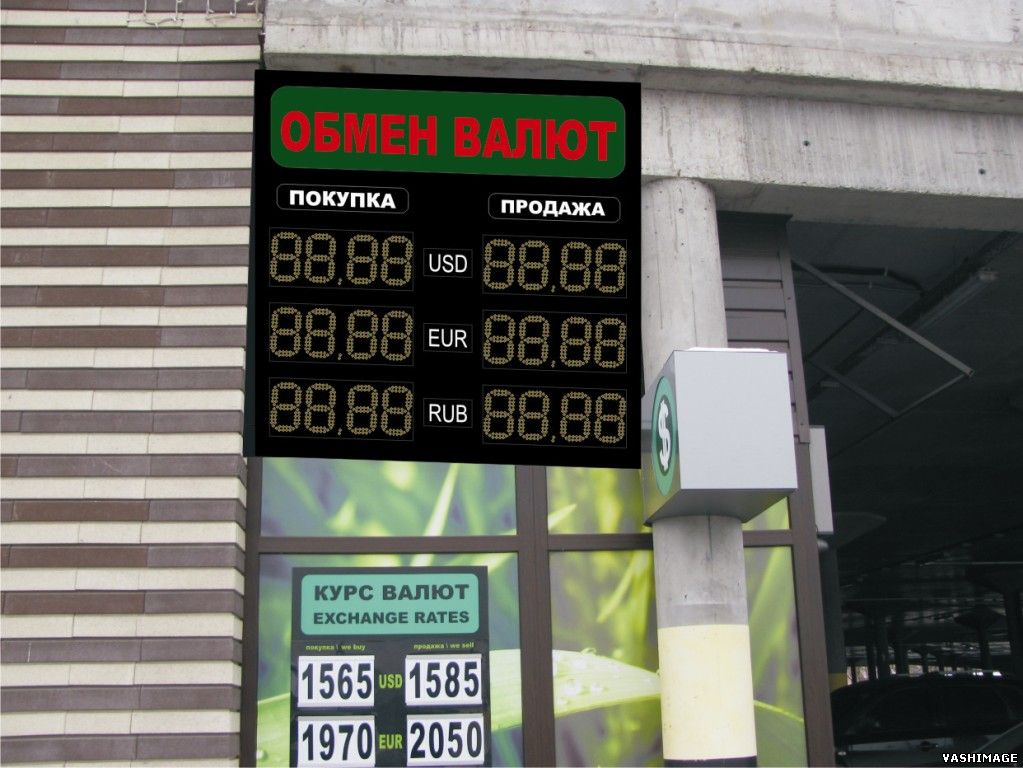 ОБМЕН ВАЛЮТ
ПОКУПКА ПРОДАЖА
88.88 USD 88.88
88.88 EUR 88.88
88.88 RUB 88.88
$
КУРС ВАЛЮТ
EXCHANGE RATES
покупка \ we buy продажа \ we sell
1565 USD 1585
1970 EUR 2050
VASHIMAGE